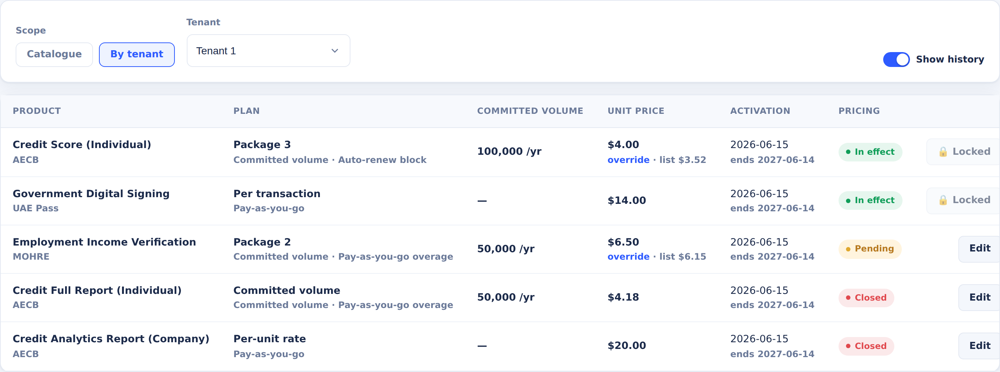 Scope
Catalogue
By tenant
Tenant
Tenant 1
Show history
PRODUCT PLAN COMMITTED VOLUME UNIT PRICE ACTIVATION PRICING
Credit Score (Individual) Package 3 $4.00 2026-06-15
100,000 /yr In effect 🔒 Locked
AECB Committed volume · Auto-renew block override · list $3.52 ends 2027-06-14
Government Digital Signing Per transaction 2026-06-15
— $14.00 In effect 🔒 Locked
UAE Pass Pay-as-you-go ends 2027-06-14
Employment Income Verification Package 2 $6.50 2026-06-15
50,000 /yr Pending Edit
MOHRE Committed volume · Pay-as-you-go overage override · list $6.15 ends 2027-06-14
Credit Full Report (Individual) Committed volume 2026-06-15
50,000 /yr $4.18 Closed Edit
AECB Committed volume · Pay-as-you-go overage ends 2027-06-14
Credit Analytics Report (Company) Per-unit rate 2026-06-15
— $20.00 Closed Edit
AECB Pay-as-you-go ends 2027-06-14